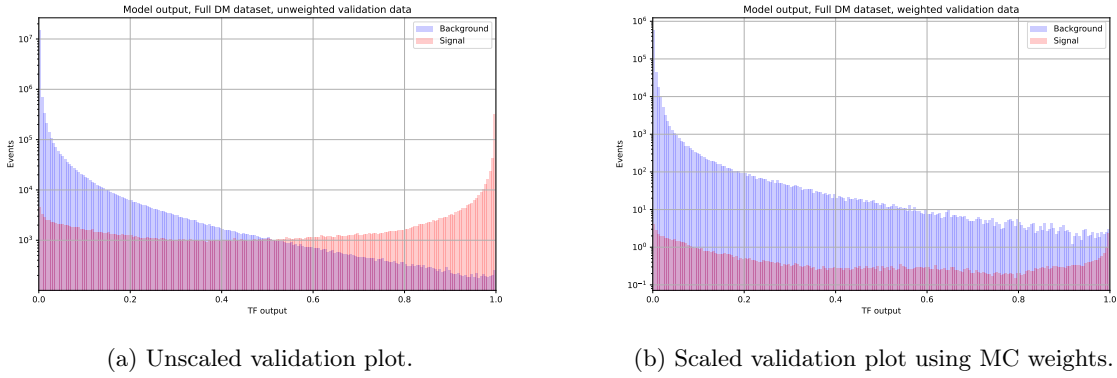 Model output, Full DM dataset, unweighted validation data
Background
Signal
10^7
10^6
10^5
10^4
10^3
Events
0.0 0.2 0.4 0.6 0.8 1.0
TF output
(a) Unscaled validation plot.
Model output, Full DM dataset, weighted validation data
Background
Signal
10^6
10^5
10^4
10^3
10^2
10^1
10^0
10^-1
Events
0.0 0.2 0.4 0.6 0.8 1.0
TF output
(b) Scaled validation plot using MC weights.